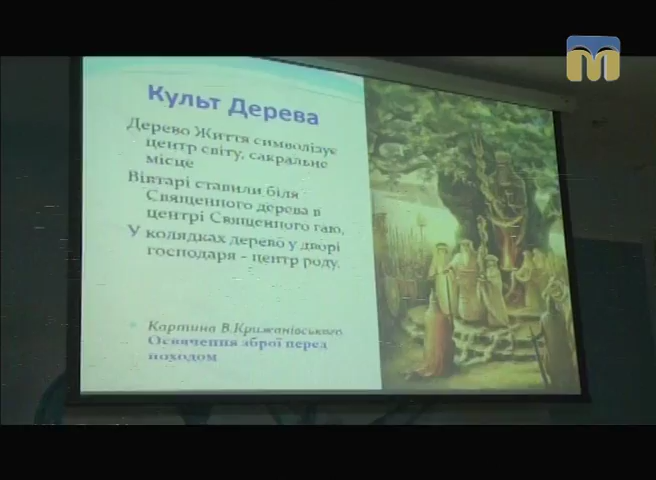 Культ Дерева
Дерево Життя символізує
центр світу, сакральне
місце
Вівтарі ставили біля
Священного дерева в
центрі Священного гаю,
У колядках дерево у дворі
господаря – центр роду.
Картина В.Крижанівського
Освячення зброї перед
походом